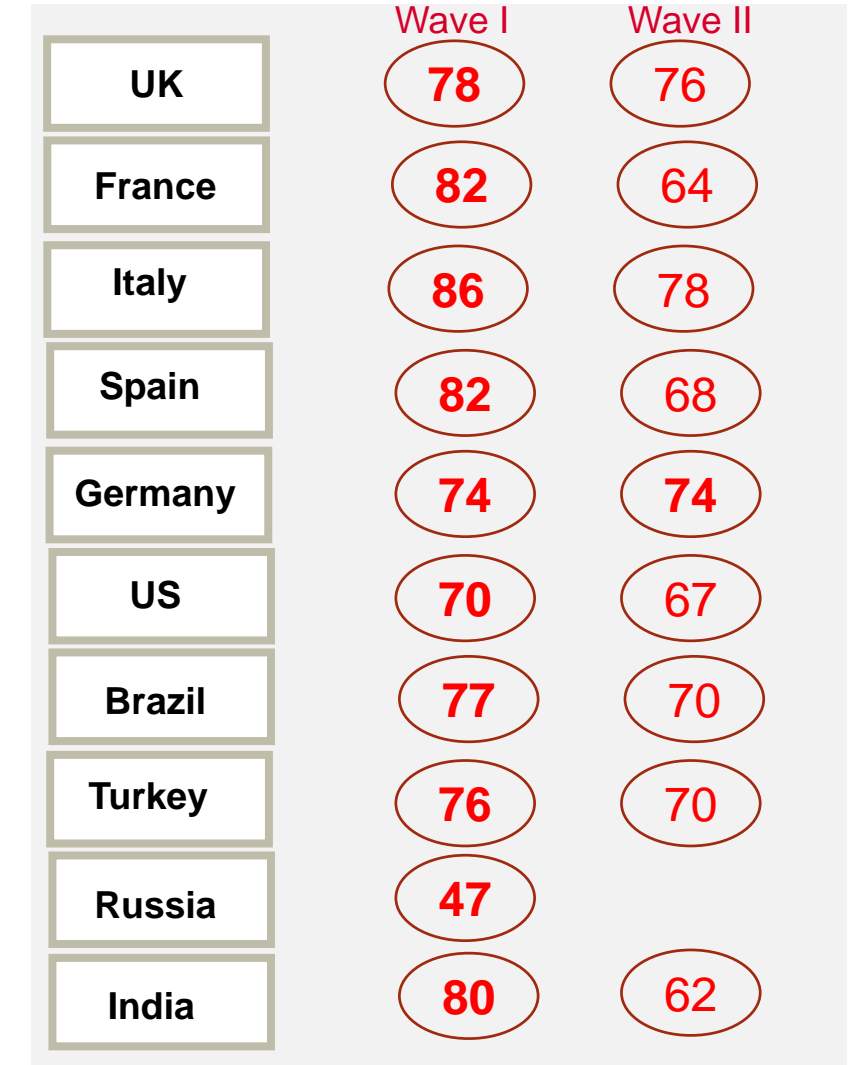 Wave I Wave II
UK 78 76
France 82 64
Italy 86 78
Spain 82 68
Germany 74 74
US 70 67
Brazil 77 70
Turkey 76 70
Russia 47
India 80 62